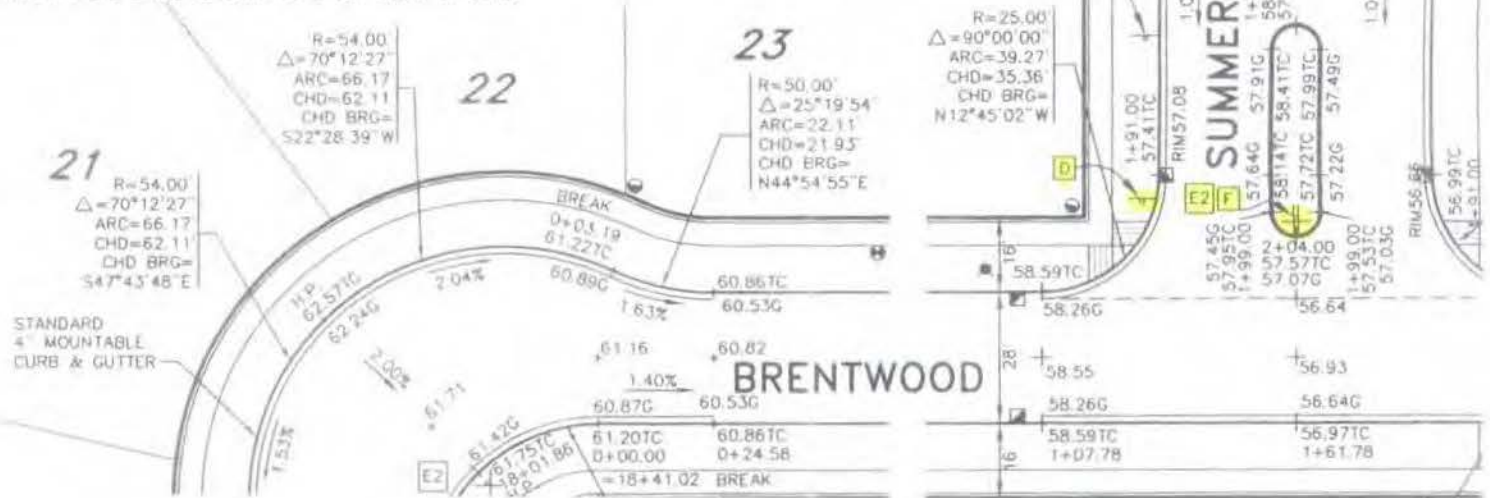 21
R=54.00'
△=70°12'27"
ARC=66.17
CHD=62.11'
CHD BRG=
S47°43'48"E
STANDARD
4" MOUNTABLE
CURB & GUTTER
R=54.00
△=70°12'27"
ARC=66.17
CHD=62.11
CHD BRG=
S22°28'39"W
22
23
R=50.00'
△=25°19'54"
ARC=22.11'
CHD=21.93'
CHD BRG=
N44°54'55"E
R=25.00'
△=90°00'00"
ARC=39.27'
CHD=35.36'
CHD BRG=
N12°45'02"W
BREAK
0+03.19
61.22TC
60.89G
H.P.
62.57TC
62.24G
2.04%
1.63%
60.86TC
60.53G
2.00%
1.53%
61.71
61.16
60.82
1.40%
BRENTWOOD
60.87G
60.53G
61.20TC
0+00.00
60.86TC
0+24.58
=18+41.02 BREAK
61.42G
61.75TC
18+01.86
H.P.
E2
D
1+91.00
57.41TC
RIM57.08
SUMMER
E2
F
57.64G
57.91G
58.14TC
58.41TC
57.72TC
57.99TC
57.22G
57.49G
57.45G
57.95TC
1+99.00
2+04.00
57.57TC
57.07G
1+99.00
57.53TC
57.03G
RIM56.66
56.99TC
1+91.00
16'
58.59TC
58.26G
56.64
28
58.55
56.93
58.26G
56.64G
58.59TC
1+07.78
56.97TC
1+61.78
16